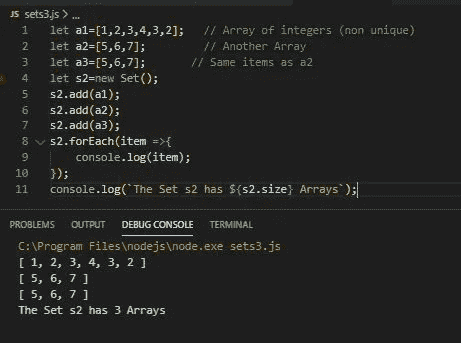 JS sets3.js > ...
1 let a1=[1,2,3,4,3,2];   // Array of integers (non unique)
2 let a2=[5,6,7];         // Another Array
3 let a3=[5,6,7];       // Same items as a2
4 let s2=new Set();
5 s2.add(a1);
6 s2.add(a2);
7 s2.add(a3);
8 s2.forEach(item =>{
9     console.log(item);
10 });
11 console.log(`The Set s2 has ${s2.size} Arrays`);
PROBLEMS OUTPUT DEBUG CONSOLE TERMINAL
C:\Program Files\nodejs\node.exe sets3.js
[ 1, 2, 3, 4, 3, 2 ]
[ 5, 6, 7 ]
[ 5, 6, 7 ]
The Set s2 has 3 Arrays